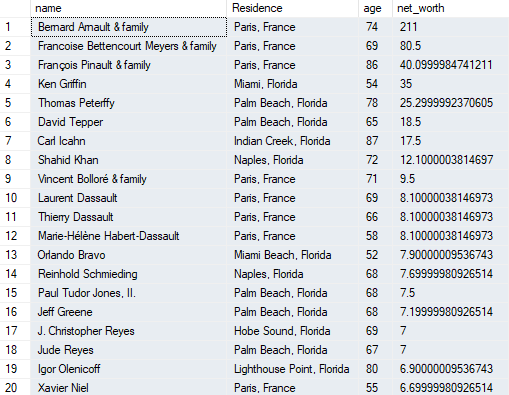 name Residence age net_worth
1 Bernard Arnault & family Paris, France 74 211
2 Francoise Bettencourt Meyers & family Paris, France 69 80.5
3 François Pinault & family Paris, France 86 40.0999984741211
4 Ken Griffin Miami, Florida 54 35
5 Thomas Peterffy Palm Beach, Florida 78 25.2999992370605
6 David Tepper Palm Beach, Florida 65 18.5
7 Carl Icahn Indian Creek, Florida 87 17.5
8 Shahid Khan Naples, Florida 72 12.1000003814697
9 Vincent Bolloré & family Paris, France 71 9.5
10 Laurent Dassault Paris, France 69 8.10000038146973
11 Thierry Dassault Paris, France 66 8.10000038146973
12 Marie-Hélène Habert-Dassault Paris, France 58 8.10000038146973
13 Orlando Bravo Miami Beach, Florida 52 7.90000009536743
14 Reinhold Schmieding Naples, Florida 68 7.69999980926514
15 Paul Tudor Jones, II. Palm Beach, Florida 68 7.5
16 Jeff Greene Palm Beach, Florida 68 7.19999980926514
17 J. Christopher Reyes Hobe Sound, Florida 69 7
18 Jude Reyes Palm Beach, Florida 67 7
19 Igor Olenicoff Lighthouse Point, Florida 80 6.90000009536743
20 Xavier Niel Paris, France 55 6.69999980926514